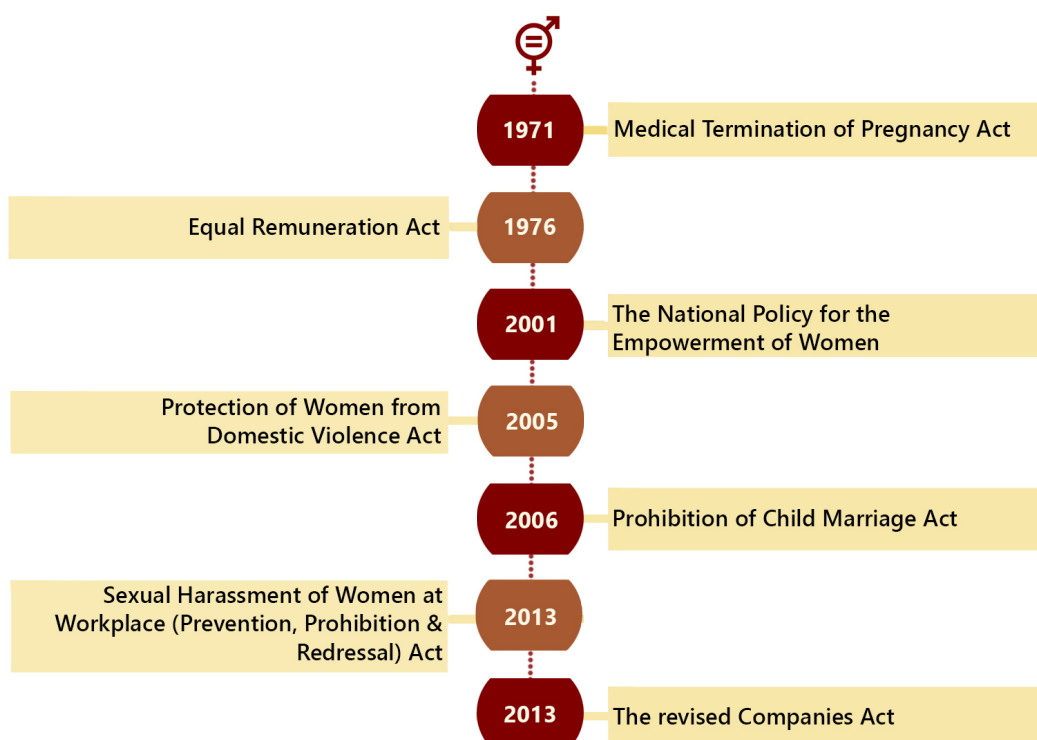 1971
Medical Termination of Pregnancy Act
Equal Remuneration Act
1976
2001
The National Policy for the
Empowerment of Women
Protection of Women from
Domestic Violence Act
2005
2006
Prohibition of Child Marriage Act
Sexual Harassment of Women at
Workplace (Prevention, Prohibition &
Redressal) Act
2013
2013
The revised Companies Act